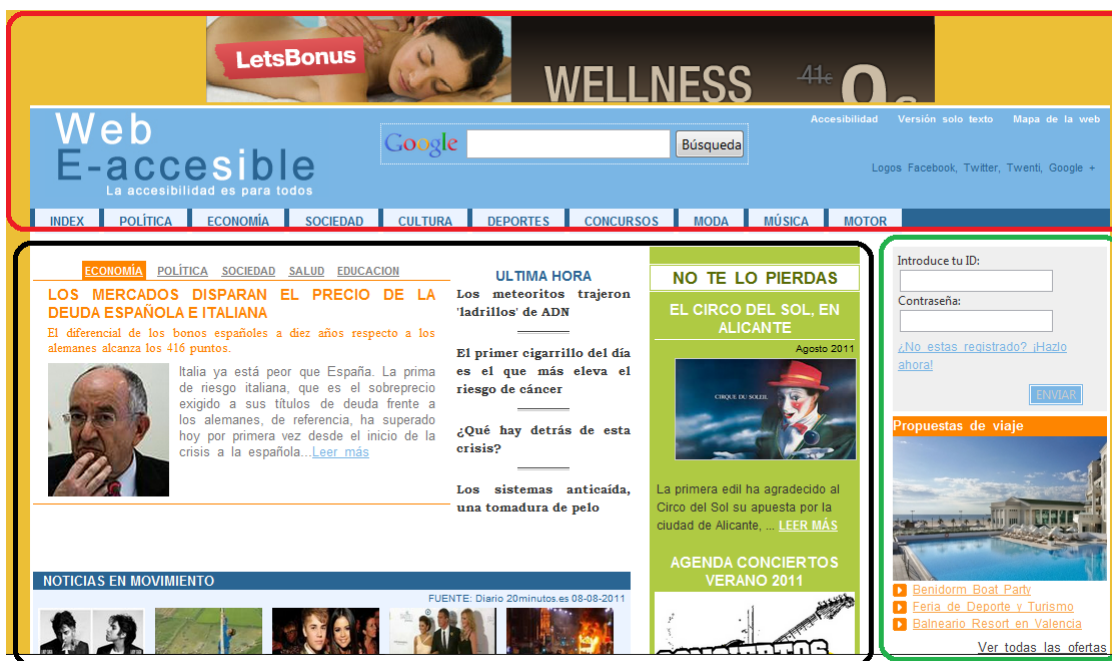 LetsBonus
WELLNESS
41€
Web
E-accesible
La accesibilidad es para todos
Google
Búsqueda
Accesibilidad Versión solo texto Mapa de la web
Logos Facebook, Twitter, Twenti, Google +
INDEX POLÍTICA ECONOMÍA SOCIEDAD CULTURA DEPORTES CONCURSOS MODA MÚSICA MOTOR
ECONOMÍA POLÍTICA SOCIEDAD SALUD EDUCACION
LOS MERCADOS DISPARAN EL PRECIO DE LA
DEUDA ESPAÑOLA E ITALIANA
El diferencial de los bonos españoles a diez años respecto a los
alemanes alcanza los 416 puntos.
Italia ya está peor que España. La prima
de riesgo italiana, que es el sobreprecio
exigido a sus títulos de deuda frente a
los alemanes, de referencia, ha superado
hoy por primera vez desde el inicio de la
crisis a la española...Leer más
ULTIMA HORA
Los meteoritos trajeron
'ladrillos' de ADN
El primer cigarrillo del día
es el que más eleva el
riesgo de cáncer
¿Qué hay detrás de esta
crisis?
Los sistemas anticaída,
una tomadura de pelo
NOTICIAS EN MOVIMIENTO
FUENTE: Diario 20minutos.es 08-08-2011
NO TE LO PIERDAS
EL CIRCO DEL SOL, EN
ALICANTE
Agosto 2011
CIRQUE DU SOLEIL
La primera edil ha agradecido al
Circo del Sol su apuesta por la
ciudad de Alicante, ... LEER MÁS
AGENDA CONCIERTOS
VERANO 2011
CONCIERTOS
Introduce tu ID:
Contraseña:
¿No estas registrado? ¡Hazlo
ahora!
ENVIAR
Propuestas de viaje
Benidorm Boat Party
Feria de Deporte y Turismo
Balneario Resort en Valencia
Ver todas las ofertas